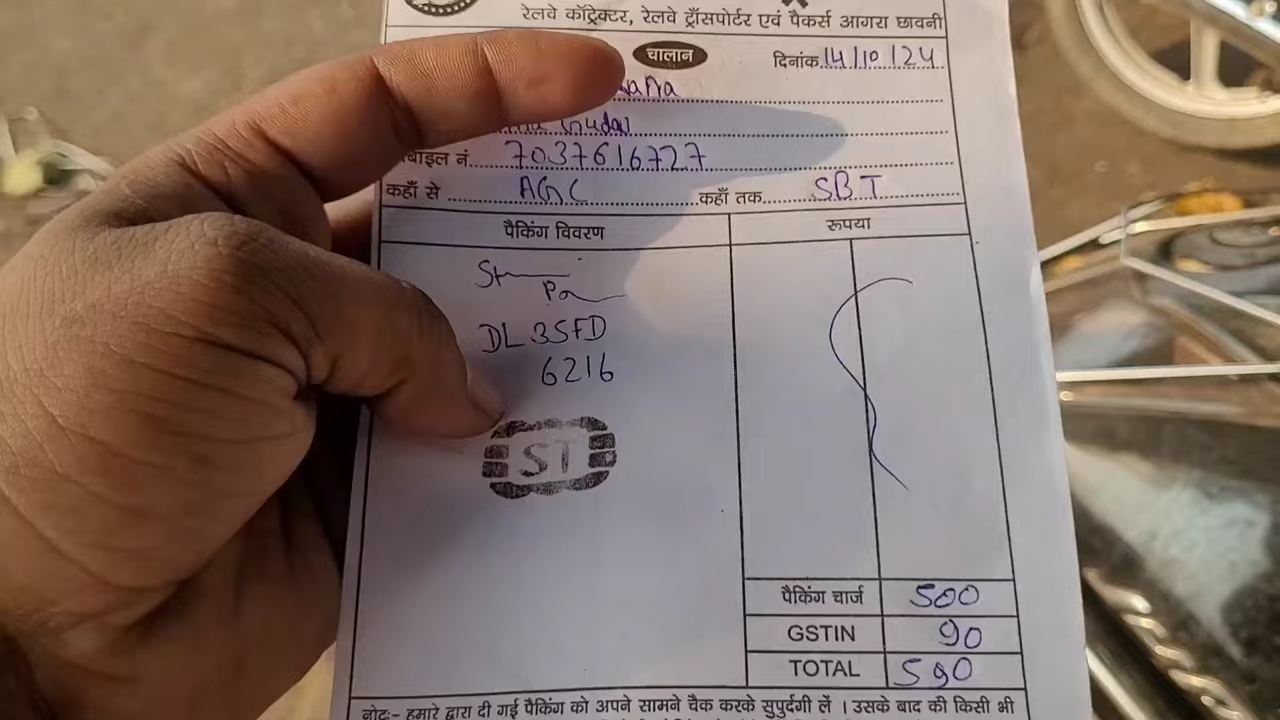 रेलवे कॉट्रेक्टर, रेलवे ट्राँसपोर्टर एवं पैकर्स आगरा छावनी
चालान
दिनांक 14/10/24
मोबाइल नं. 7037616727
कहाँ से AGC कहाँ तक SBT
पैकिंग विवरण रूपया
DL 3SFD
6216
ST
पैकिंग चार्ज 500
GSTIN 90
TOTAL 590
नोट:- हमारे द्वारा दी गई पैकिंग को अपने सामने चैक करके सुपुर्दगी लें । उसके बाद की किसी भी